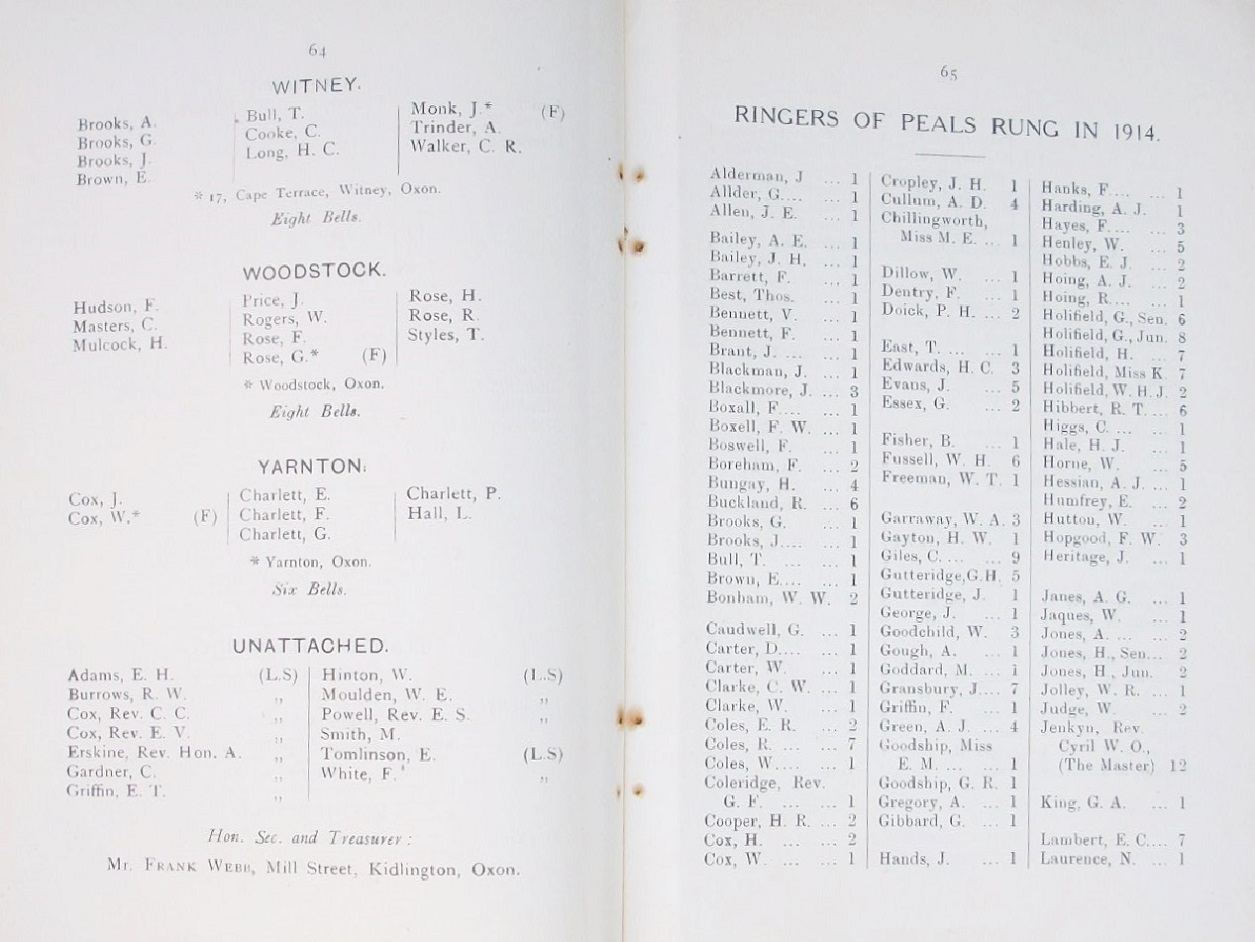 64
WITNEY.
Brooks, A.
Brooks, G.
Brooks, J.
Brown, E.
Bull, T.
Cooke, C.
Long, H. C.
Monk, J.* (F)
Trinder, A.
Walker, C. R.
* 17, Cape Terrace, Witney, Oxon.
Eight Bells.
WOODSTOCK.
Hudson, F.
Masters, C.
Mulcock, H.
Price, J.
Rogers, W.
Rose, F.
Rose, G.* (F)
Rose, H.
Rose, R.
Styles, T.
* Woodstock, Oxon.
Eight Bells.
YARNTON.
Cox, J.
Cox, W.* (F)
Charlett, E.
Charlett, F.
Charlett, G.
Charlett, P.
Hall, L.
* Yarnton, Oxon.
Six Bells.
UNATTACHED.
Adams, E. H. (L.S)
Burrows, R. W. ,,
Cox, Rev. C. C. ,,
Cox, Rev. E. V. ,,
Erskine, Rev. Hon. A. ,,
Gardner, C. ,,
Griffin, E. T. ,,
Hinton, W. (L.S)
Moulden, W. E. ,,
Powell, Rev. E. S. ,,
Smith, M.
Tomlinson, E. (L.S)
White, F. ,,
Hon. Sec. and Treasurer:
Mr. FRANK WEBB, Mill Street, Kidlington, Oxon.
65
RINGERS OF PEALS RUNG IN 1914.
Alderman, J ... 1
Allder, G.... ... 1
Allen, J. E. ... 1
Bailey, A. E. ... 1
Bailey, J. H. ... 1
Barrett, F. ... 1
Best, Thos. ... 1
Bennett, V. ... 1
Bennett, F. ... 1
Brant, J. ... ... 1
Blackman, J. ... 1
Blackmore, J. ... 3
Boxall, F.... ... 1
Boxell, F. W. ... 1
Boswell, F. ... 1
Boreham, F. ... 2
Bungay, H. ... 4
Buckland, R. ... 6
Brooks, G. ... 1
Brooks, J.... ... 1
Bull, T. ... 1
Brown, E.... ... 1
Bonham, W. W. 2
Caudwell, G. ... 1
Carter, D.... ... 1
Carter, W. ... 1
Clarke, C. W. ... 1
Clarke, W. ... 1
Coles, E. R. ... 2
Coles, R. ... ... 7
Coles, W.... ... 1
Coleridge, Rev.
G. F. ... ... 1
Cooper, H. R. ... 2
Cox, H. ... 2
Cox, W. ... 1
Cropley, J. H. 1
Cullum, A. D. 4
Chillingworth,
Miss M. E. ... 1
Dillow, W. ... 1
Dentry, F. ... 1
Doick, P. H. ... 2
East, T. ... ... 1
Edwards, H. C. 3
Evans, J. ... 5
Essex, G. ... 2
Fisher, B. ... 1
Fussell, W. H. 6
Freeman, W. T. 1
Garraway, W. A. 3
Gayton, H. W. 1
Giles, C. ... ... 9
Gutteridge, G.H. 5
Gutteridge, J. 1
George, J. ... 1
Goodchild, W. 3
Gough, A. ... 1
Goddard, M. ... 1
Gransbury, J.... 7
Griffin, F. ... 1
Green, A. J. ... 4
Goodship, Miss
E. M. ... ... 1
Goodship, G. R. 1
Gregory, A. ... 1
Gibbard, G. ... 1
Hands, J. ... 1
Hanks, F.... ... 1
Harding, A. J. 1
Hayes, F.... ... 3
Henley, W. ... 5
Hobbs, E. J. ... 2
Hoing, A. J. ... 2
Hoing, R.... ... 1
Holifield, G., Sen. 6
Holifield, G., Jun. 8
Holifield, H. ... 7
Holifield, Miss K. 7
Holifield, W. H. J. 2
Hibbert, R. T. ... 6
Higgs, C. ... ... 1
Hale, H. J. ... 1
Horne, W. ... 5
Hessian, A. J. ... 1
Humfrey, E. ... 2
Hutton, W. ... 1
Hopgood, F. W. 3
Heritage, J. ... 1
Janes, A. G. ... 1
Jaques, W. ... 1
Jones, A. ... ... 2
Jones, H., Sen... 2
Jones, H., Jun. 2
Jolley, W. R. ... 1
Judge, W. ... 2
Jenkyn, Rev.
Cyril W. O.,
(The Master) 12
King, G. A. ... 1
Lambert, E. C.... 7
Laurence, N. ... 1